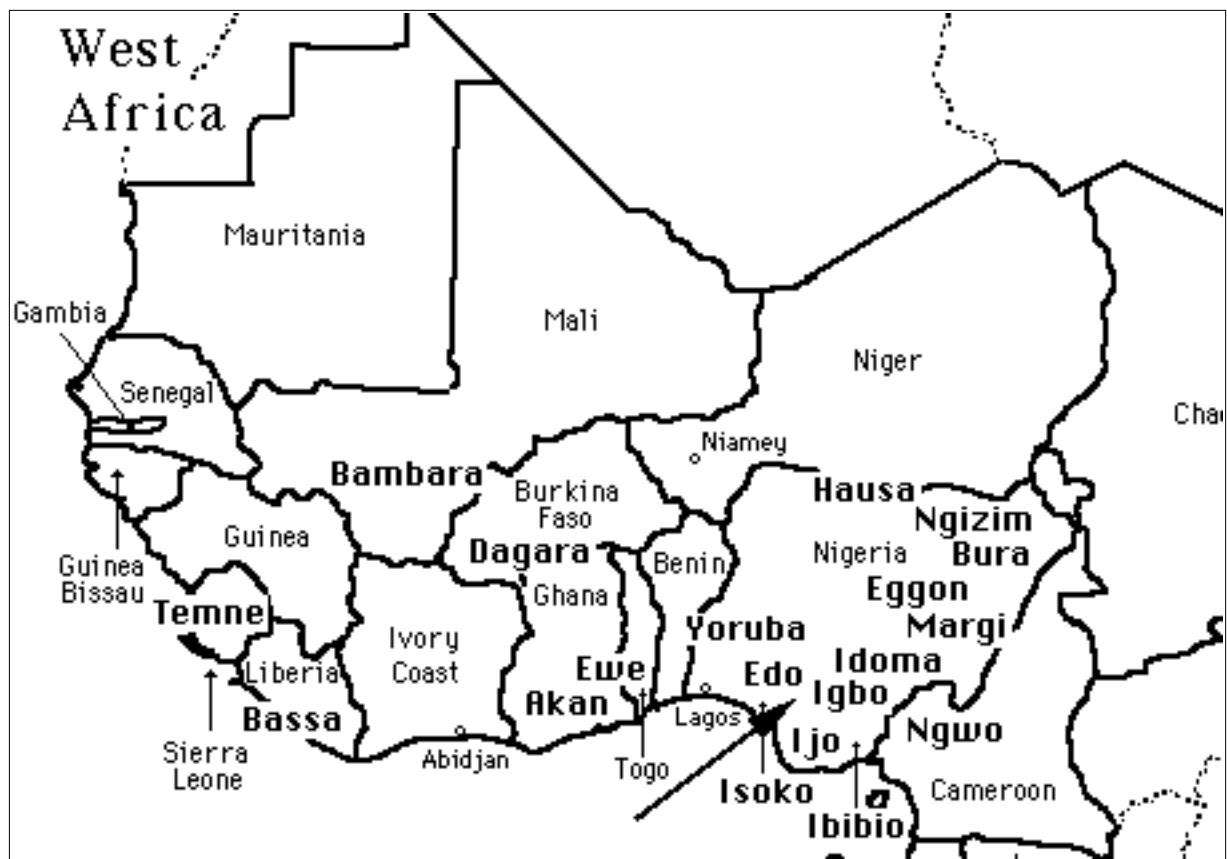 West
Africa
Mauritania
Gambia
Mali
Niger
Senegal
Niamey
Bambara
Burkina
Faso
Hausa
Ngizim
Guinea
Dagara
Benin
Nigeria
Bura
Guinea
Bissau
Ghana
Eggon
Temne
Yoruba
Margi
Ivory
Coast
Liberia
Ewe
Edo
Idoma
Igbo
Akan
Bassa
Lagos
Ijo
Ngwo
Sierra
Leone
Abidjan
Togo
Isoko
Cameroon
Ibibio